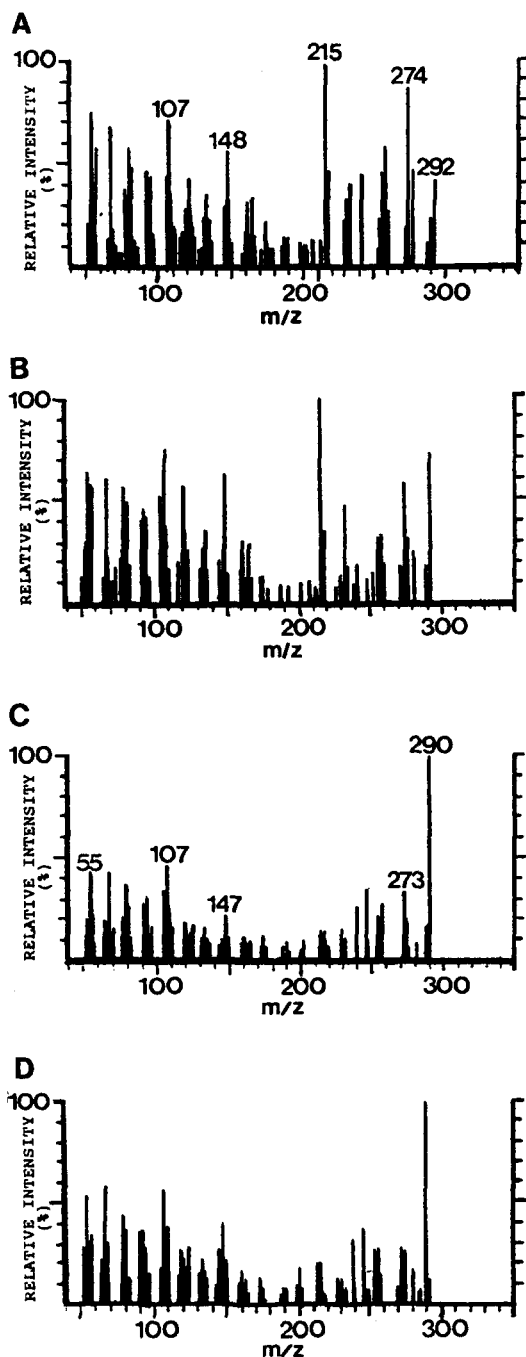 A
100
RELATIVE INTENSITY
(%)
107
148
215
274
292
100
200
300
m/z
B
100
RELATIVE INTENSITY
(%)
100
200
300
m/z
C
100
RELATIVE INTENSITY
(%)
55
107
147
273
290
100
200
300
m/z
D
100
RELATIVE INTENSITY
(%)
100
200
300
m/z